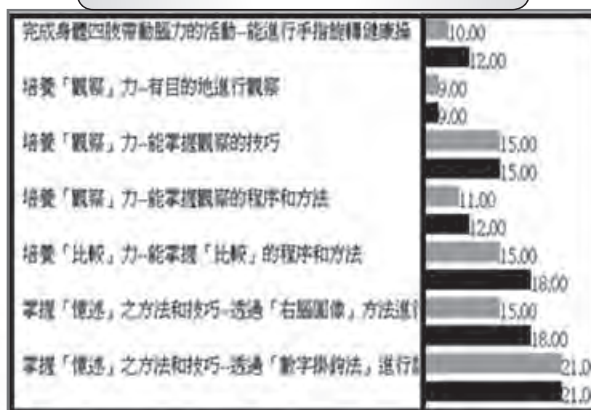 完成身體四肢帶動腦力的活動--能進行手指旋轉健康操 10.00
12.00
培養「觀察」力--有目的地進行觀察 9.00
9.00
培養「觀察」力--能掌握觀察的技巧 15.00
15.00
培養「觀察」力--能掌握觀察的程序和方法 11.00
12.00
培養「比較」力--能掌握「比較」的程序和方法 15.00
18.00
掌握「憶述」之方法和技巧--透過「右腦圖像」方法進行 15.00
18.00
掌握「憶述」之方法和技巧--透過「數字掛鈎法」進行 21.0
21.0